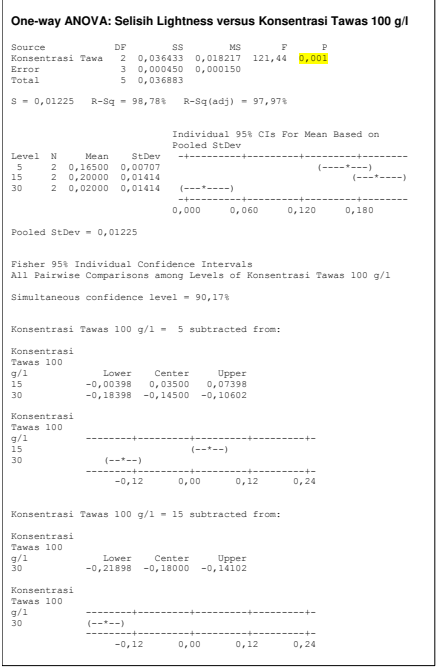 One-way ANOVA: Selisih Lightness versus Konsentrasi Tawas 100 g/l
Source DF SS MS F P
Konsentrasi Tawa 2 0,036433 0,018217 121,44 0,001
Error 3 0,000450 0,000150
Total 5 0,036883
S = 0,01225 R-Sq = 98,78% R-Sq(adj) = 97,97%
Individual 95% CIs For Mean Based on
Pooled StDev
Level N Mean StDev -+---------+---------+---------+--------
5 2 0,16500 0,00707 (----*---)
15 2 0,20000 0,01414 (---*----)
30 2 0,02000 0,01414 (---*----)
-+---------+---------+---------+--------
0,000 0,060 0,120 0,180
Pooled StDev = 0,01225
Fisher 95% Individual Confidence Intervals
All Pairwise Comparisons among Levels of Konsentrasi Tawas 100 g/l
Simultaneous confidence level = 90,17%
Konsentrasi Tawas 100 g/l = 5 subtracted from:
Konsentrasi
Tawas 100
g/l Lower Center Upper
15 -0,00398 0,03500 0,07398
30 -0,18398 -0,14500 -0,10602
Konsentrasi
Tawas 100
g/l --------+---------+---------+---------+-
15 (--*--)
30 (--*--)
--------+---------+---------+---------+-
-0,12 0,00 0,12 0,24
Konsentrasi Tawas 100 g/l = 15 subtracted from:
Konsentrasi
Tawas 100
g/l Lower Center Upper
30 -0,21898 -0,18000 -0,14102
Konsentrasi
Tawas 100
g/l --------+---------+---------+---------+-
30 (--*--)
--------+---------+---------+---------+-
-0,12 0,00 0,12 0,24